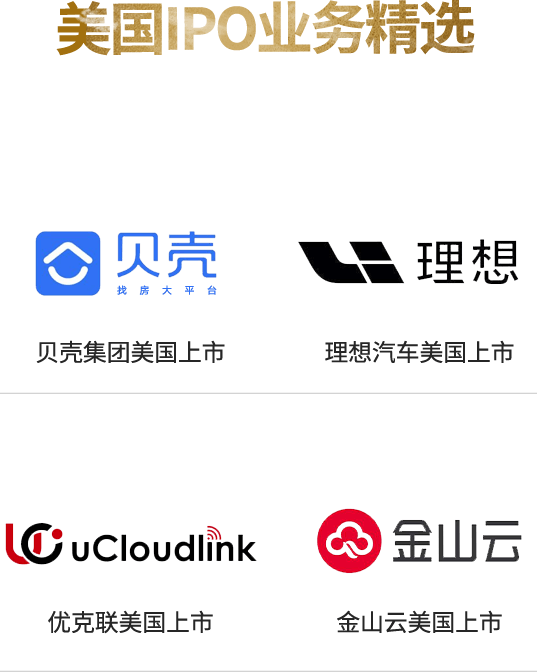 美国IPO业务精选
贝壳
找房大平台
理想
贝壳集团美国上市
理想汽车美国上市
uCloudlink
金山云
优克联美国上市
金山云美国上市